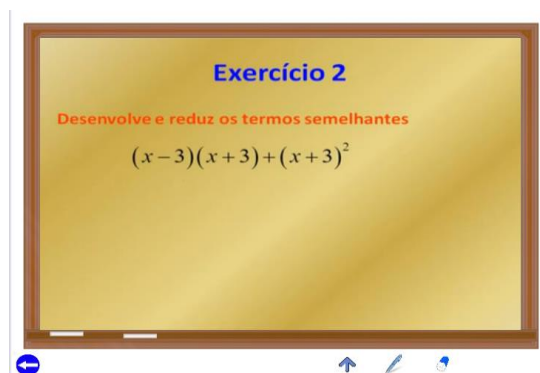 Exercício 2
Desenvolve e reduz os termos semelhantes
(x−3)(x+3)+(x+3)²